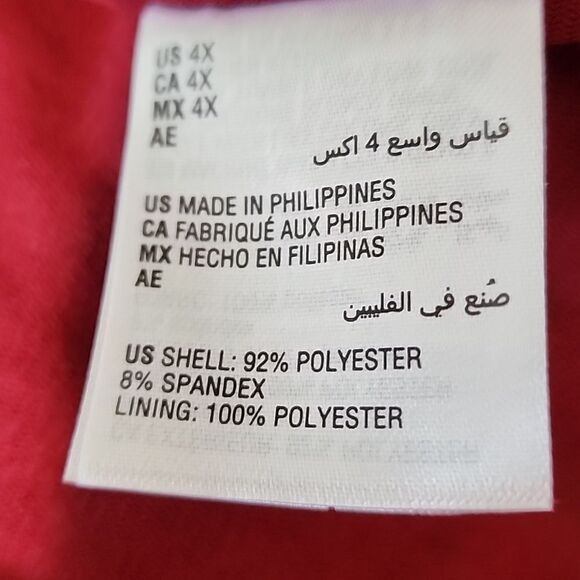 US 4X
CA 4X
MX 4X
AE
قياس واسع 4 اكس
US MADE IN PHILIPPINES
CA FABRIQUÉ AUX PHILIPPINES
MX HECHO EN FILIPINAS
AE
صُنع في الفليبين
US SHELL: 92% POLYESTER
8% SPANDEX
LINING: 100% POLYESTER